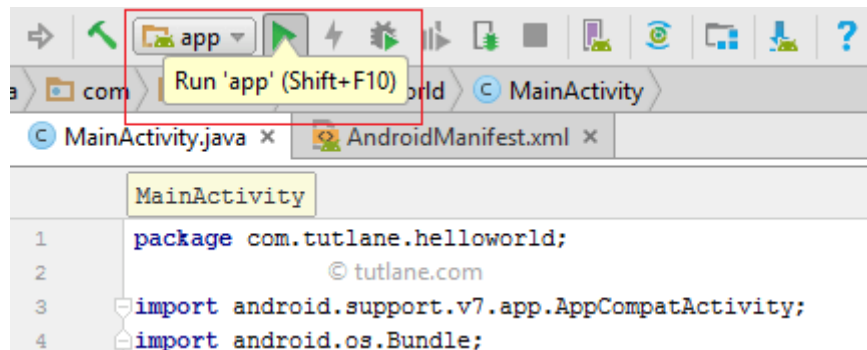 app
?
Run 'app' (Shift+F10)
com
MainActivity
MainActivity.java
AndroidManifest.xml
MainActivity
1 package com.tutlane.helloworld;
2 © tutlane.com
3 import android.support.v7.app.AppCompatActivity;
4 import android.os.Bundle;